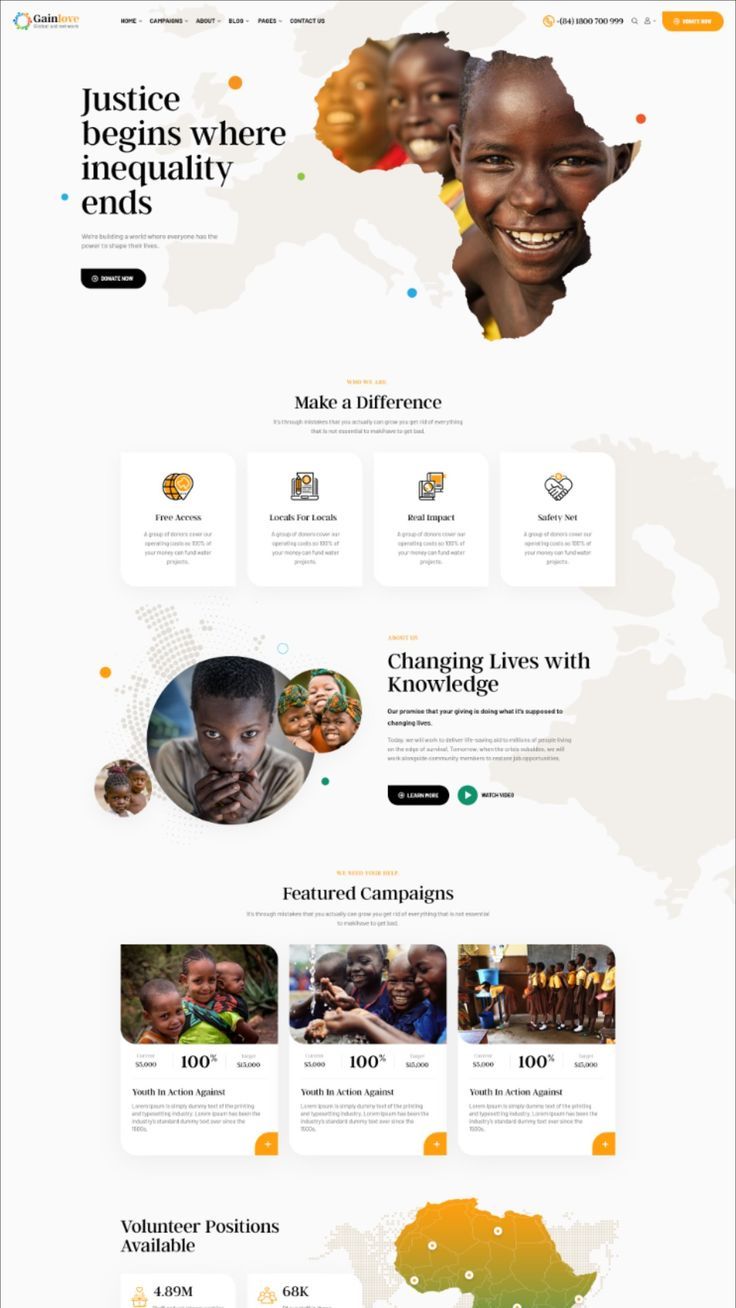 Gainlove
Global aid network
HOME CAMPAIGNS ABOUT BLOG PAGES CONTACT US
+(84) 1800 700 999
DONATE NOW
Justice
begins where
inequality
ends
We're building a world where everyone has the
power to shape their lives.
DONATE NOW
WHO WE ARE
Make a Difference
It's through mistakes that you actually can grow you get rid of everything
that is not essential to makihave to get bad.
Free Access
A group of donors cover our
operating costs so 100% of
your money can fund water
projects.
Locals For Locals
A group of donors cover our
operating costs so 100% of
your money can fund water
projects.
Real Impact
A group of donors cover our
operating costs so 100% of
your money can fund water
projects.
Safety Net
A group of donors cover our
operating costs so 100% of
your money can fund water
projects.
ABOUT US
Changing Lives with
Knowledge
Our promise that your giving is doing what it's supposed to
changing lives.
Today, we will work to deliver life-saving aid to millions of people living
on the edge of survival. Tomorrow, when the crisis subsides, we will
work alongside community members to restore job opportunities.
LEARN MORE
WATCH VIDEO
WE NEED YOUR HELP
Featured Campaigns
It's through mistakes that you actually can grow you get rid of everything that is not essential
to makihave to get bad.
Current 100% Target
$5,000 $15,000
Youth In Action Against
Lorem Ipsum is simply dummy text of the printing
and typesetting industry. Lorem Ipsum has been the
industry's standard dummy text ever since the
1500s.
+
Current 100% Target
$5,000 $15,000
Youth In Action Against
Lorem Ipsum is simply dummy text of the printing
and typesetting industry. Lorem Ipsum has been the
industry's standard dummy text ever since the
1500s.
+
Current 100% Target
$5,000 $15,000
Youth In Action Against
Lorem Ipsum is simply dummy text of the printing
and typesetting industry. Lorem Ipsum has been the
industry's standard dummy text ever since the
1500s.
+
Volunteer Positions
Available
4.89M
68K